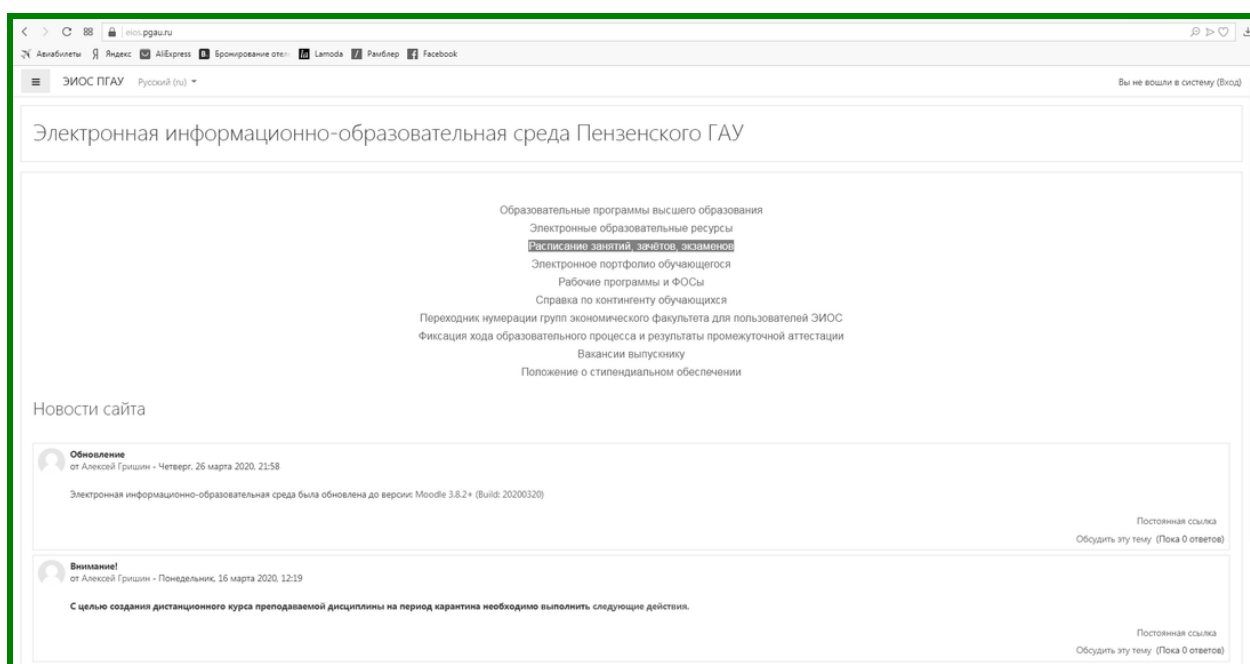 eios.pgau.ru
Авиабилеты Яндекс AliExpress Бронирование отел Lamoda Рамблер Facebook
ЭИОС ПГАУ Русский (ru) Вы не вошли в систему (Вход)
Электронная информационно-образовательная среда Пензенского ГАУ
Образовательные программы высшего образования
Электронные образовательные ресурсы
Расписание занятий, зачётов, экзаменов
Электронное портфолио обучающегося
Рабочие программы и ФОСы
Справка по контингенту обучающихся
Переходник нумерации групп экономического факультета для пользователей ЭИОС
Фиксация хода образовательного процесса и результаты промежуточной аттестации
Вакансии выпускнику
Положение о стипендиальном обеспечении
Новости сайта
Обновление
от Алексей Гришин - Четверг, 26 марта 2020, 21:58
Электронная информационно-образовательная среда была обновлена до версии: Moodle 3.8.2+ (Build: 20200320)
Постоянная ссылка
Обсудить эту тему (Пока 0 ответов)
Внимание!
от Алексей Гришин - Понедельник, 16 марта 2020, 12:19
С целью создания дистанционного курса преподаваемой дисциплины на период карантина необходимо выполнить следующие действия.
Постоянная ссылка
Обсудить эту тему (Пока 0 ответов)